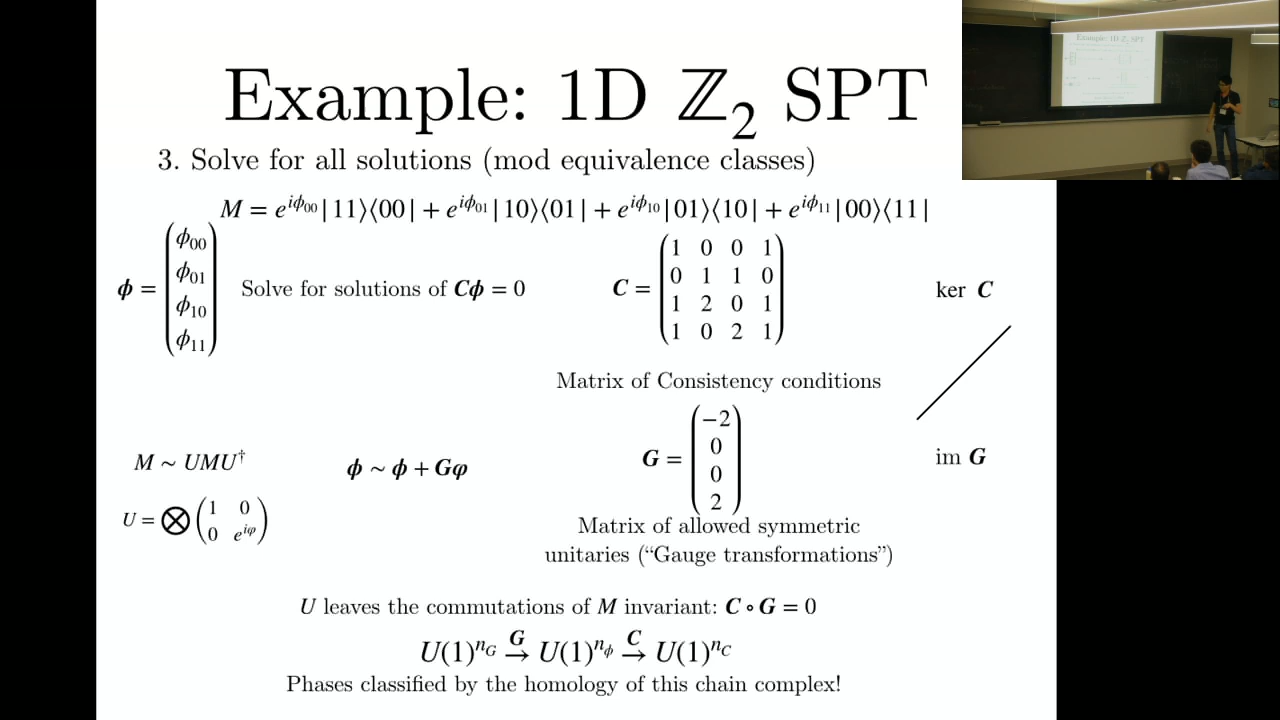 Example: 1D ℤ₂ SPT
3. Solve for all solutions (mod equivalence classes)
M = e^{iϕ₀₀}|11⟩⟨00| + e^{iϕ₀₁}|10⟩⟨01| + e^{iϕ₁₀}|01⟩⟨10| + e^{iϕ₁₁}|00⟩⟨11|
ϕ = (ϕ₀₀ ϕ₀₁ ϕ₁₀ ϕ₁₁)
Solve for solutions of Cϕ = 0
C =
1 0 0 1
0 1 1 0
1 2 0 1
1 0 2 1
ker C
Matrix of Consistency conditions
M ~ UMU†
ϕ ~ ϕ + Gφ
G =
−2
0
0
2
im G
U = ⨂
1 0
0 e^{iφ}
Matrix of allowed symmetric
unitaries (“Gauge transformations”)
U leaves the commutations of M invariant: C∘G = 0
U(1)^{n_G} →^G U(1)^{n_ϕ} →^C U(1)^{n_C}
Phases classified by the homology of this chain complex!
Example: 1D ℤ₂ SPT